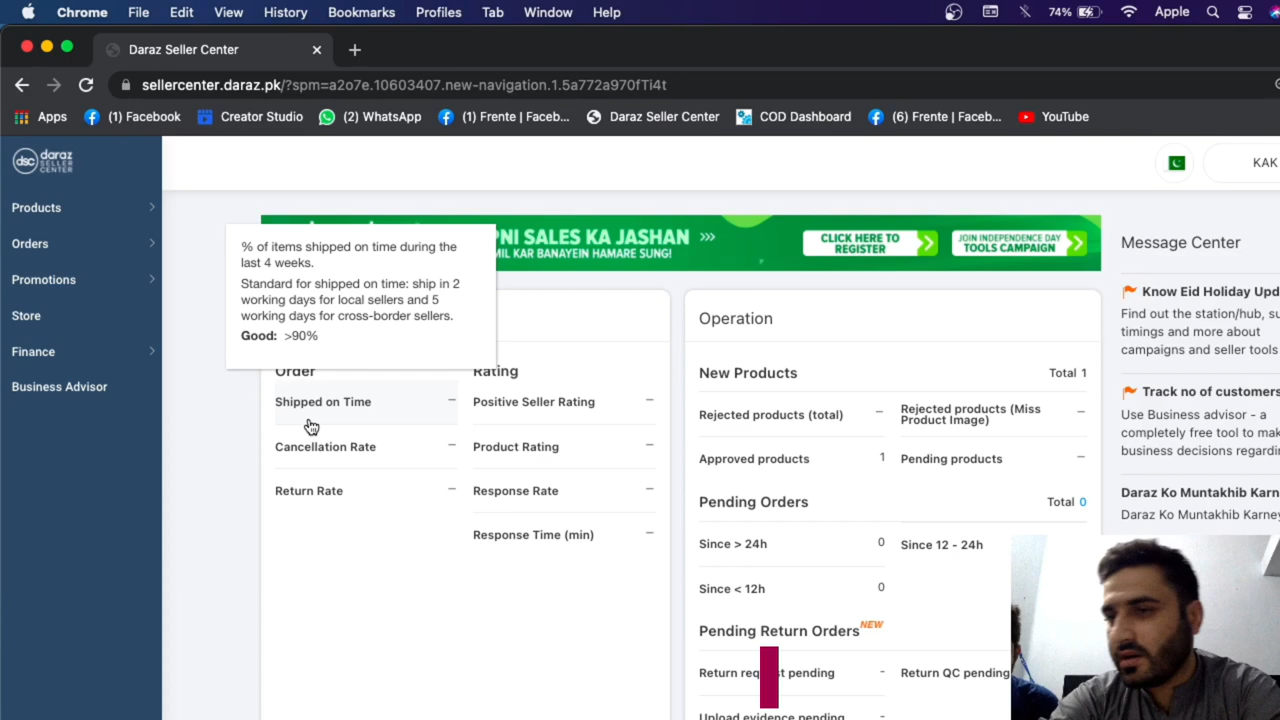 Chrome File Edit View History Bookmarks Profiles Tab Window Help 74% Apple
Daraz Seller Center
sellercenter.daraz.pk/?spm=a2o7e.10603407.new-navigation.1.5a772a970fTi4t
Apps (1) Facebook Creator Studio (2) WhatsApp (1) Frente | Faceb... Daraz Seller Center COD Dashboard (6) Frente | Faceb... YouTube
dsc daraz
SELLER
CENTER
KAK
Products
Orders
Promotions
Store
Finance
Business Advisor
NI SALES KA JASHAN
MIL KAR BANAYEIN HAMARE SUNG!
CLICK HERE TO
REGISTER
JOIN INDEPENDENCE DAY
TOOLS CAMPAIGN
% of items shipped on time during the
last 4 weeks.
Standard for shipped on time: ship in 2
working days for local sellers and 5
working days for cross-border sellers.
Good: >90%
Order
Shipped on Time –
Cancellation Rate –
Return Rate –
Rating
Positive Seller Rating –
Product Rating –
Response Rate –
Response Time (min) –
Operation
New Products Total 1
Rejected products (total) –
Rejected products (Miss
Product Image) –
Approved products 1
Pending products –
Pending Orders Total 0
Since > 24h 0
Since 12 - 24h
Since < 12h 0
Pending Return Orders NEW
Return req t pending -
Return QC pending
Upload evidence pending -
Message Center
Know Eid Holiday Upd
Find out the station/hub, su
timings and more about
campaigns and seller tools
Track no of customers
Use Business advisor - a
completely free tool to mak
business decisions regardin
Daraz Ko Muntakhib Karn
Daraz Ko Muntakhib Karney